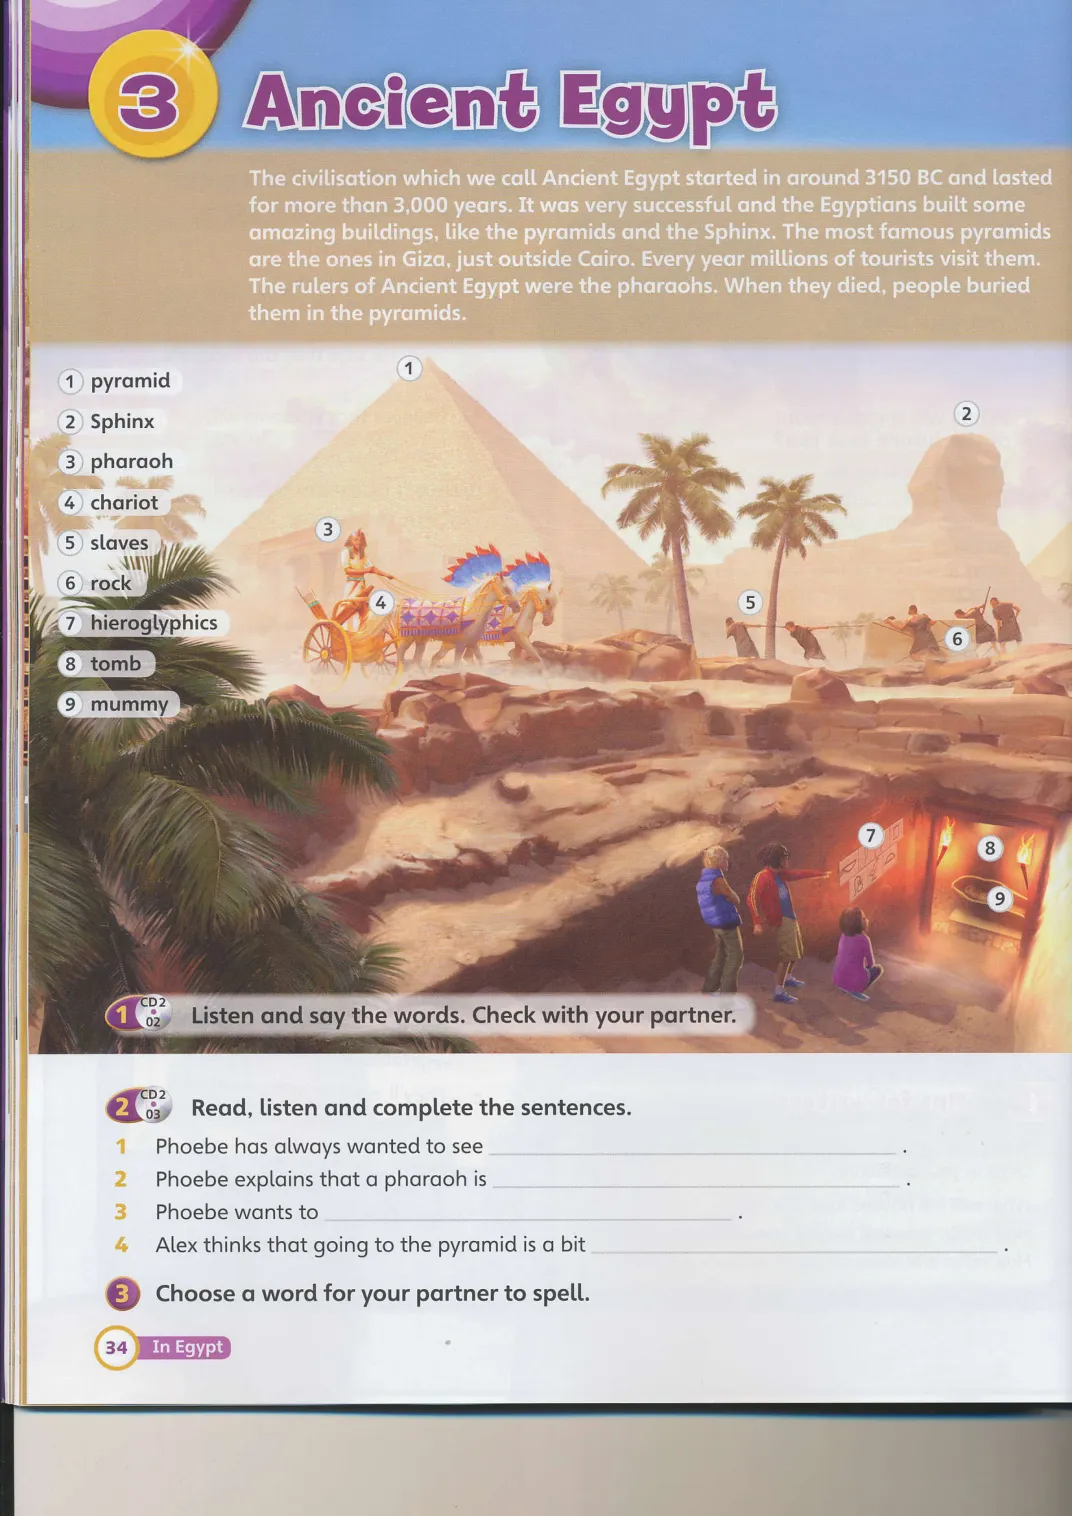 3
Ancient Egypt
The civilisation which we call Ancient Egypt started in around 3150 BC and lasted
for more than 3,000 years. It was very successful and the Egyptians built some
amazing buildings, like the pyramids and the Sphinx. The most famous pyramids
are the ones in Giza, just outside Cairo. Every year millions of tourists visit them.
The rulers of Ancient Egypt were the pharaohs. When they died, people buried
them in the pyramids.
1 pyramid
2 Sphinx
3 pharaoh
4 chariot
5 slaves
6 rock
7 hieroglyphics
8 tomb
9 mummy
1
2
3
4
5
6
7
8
9
1 CD2 02 Listen and say the words. Check with your partner.
2 CD2 03 Read, listen and complete the sentences.
1 Phoebe has always wanted to see .
2 Phoebe explains that a pharaoh is .
3 Phoebe wants to .
4 Alex thinks that going to the pyramid is a bit .
3 Choose a word for your partner to spell.
34 In Egypt